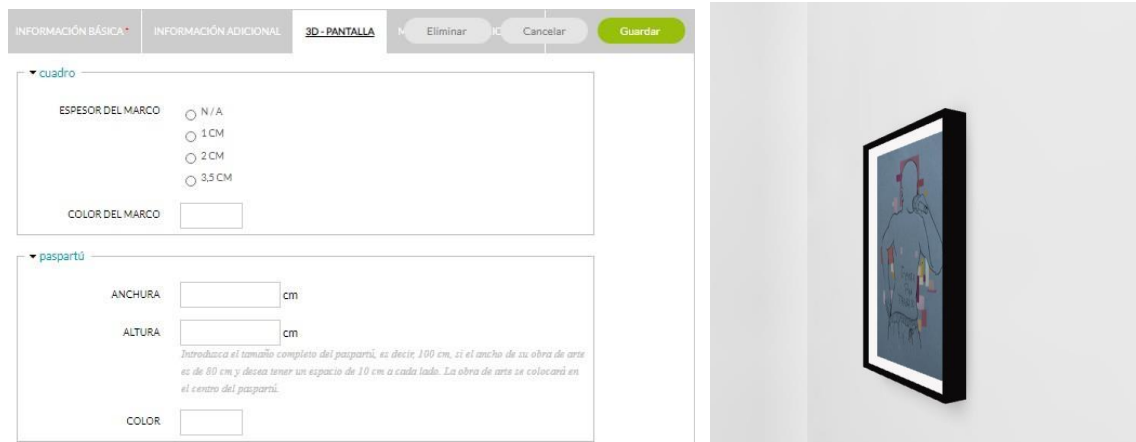 INFORMACIÓN BÁSICA *
INFORMACIÓN ADICIONAL
3D - PANTALLA
Eliminar
Cancelar
Guardar
cuadro
ESPESOR DEL MARCO
N / A
1 CM
2 CM
3,5 CM
COLOR DEL MARCO
paspartú
ANCHURA
cm
ALTURA
cm
Introduzca el tamaño completo del paspartú, es decir, 100 cm, si el ancho de su obra de arte
es de 80 cm y desea tener un espacio de 10 cm a cada lado. La obra de arte se colocará en
el centro del paspartú.
COLOR